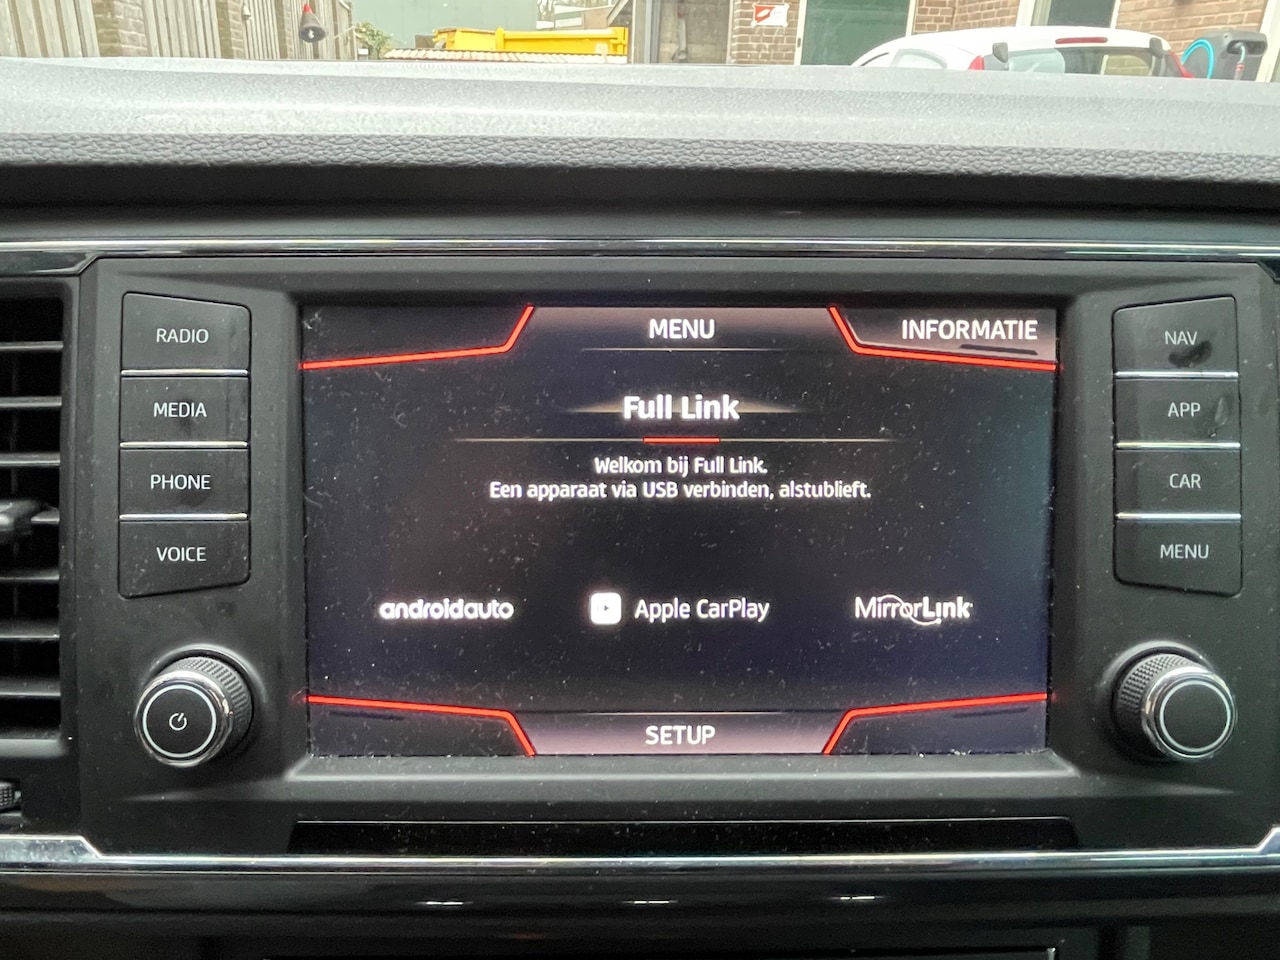 MENU
INFORMATIE
RADIO
MEDIA
PHONE
VOICE
Full Link
Welkom bij Full Link.
Een apparaat via USB verbinden, alstublieft.
androidauto
Apple CarPlay
MirrorLink
SETUP
NAV
APP
CAR
MENU